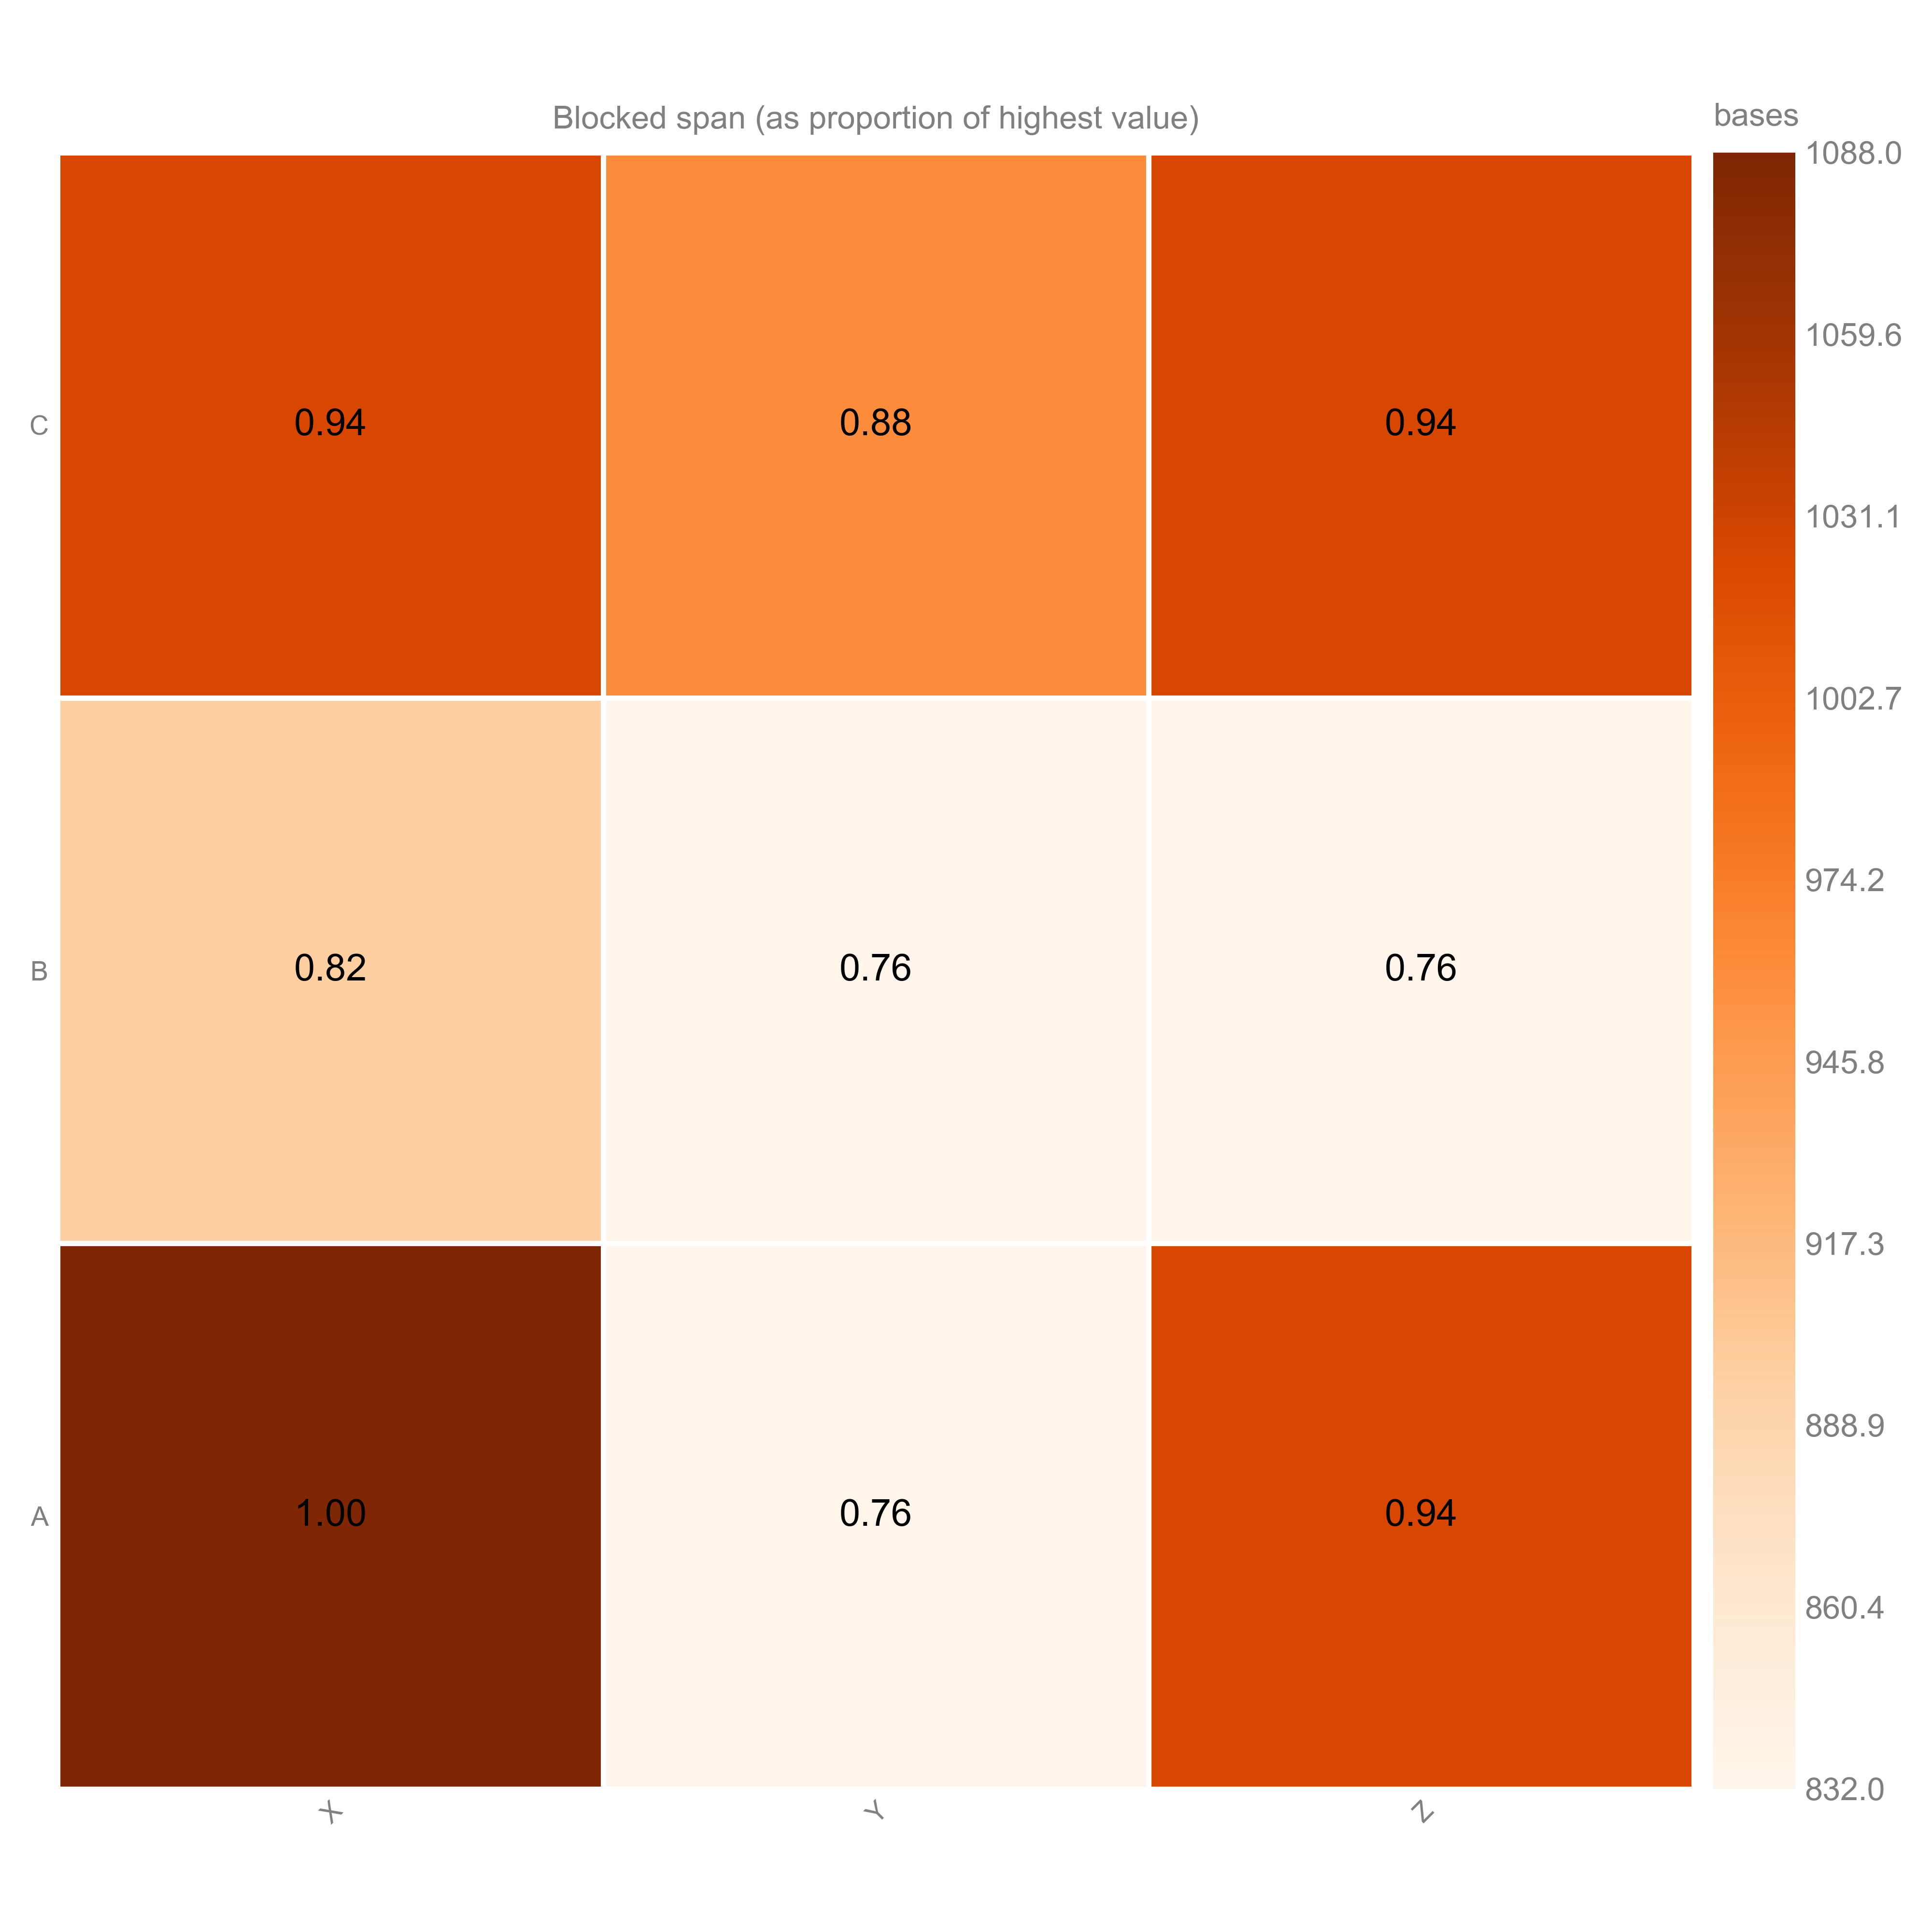 Blocked span (as proportion of highest value)
bases
1088.0
1059.6
1031.1
1002.7
974.2
945.8
917.3
888.9
860.4
832.0
C
0.94 0.88 0.94
B
0.82 0.76 0.76
A
1.00 0.76 0.94
X Y Z